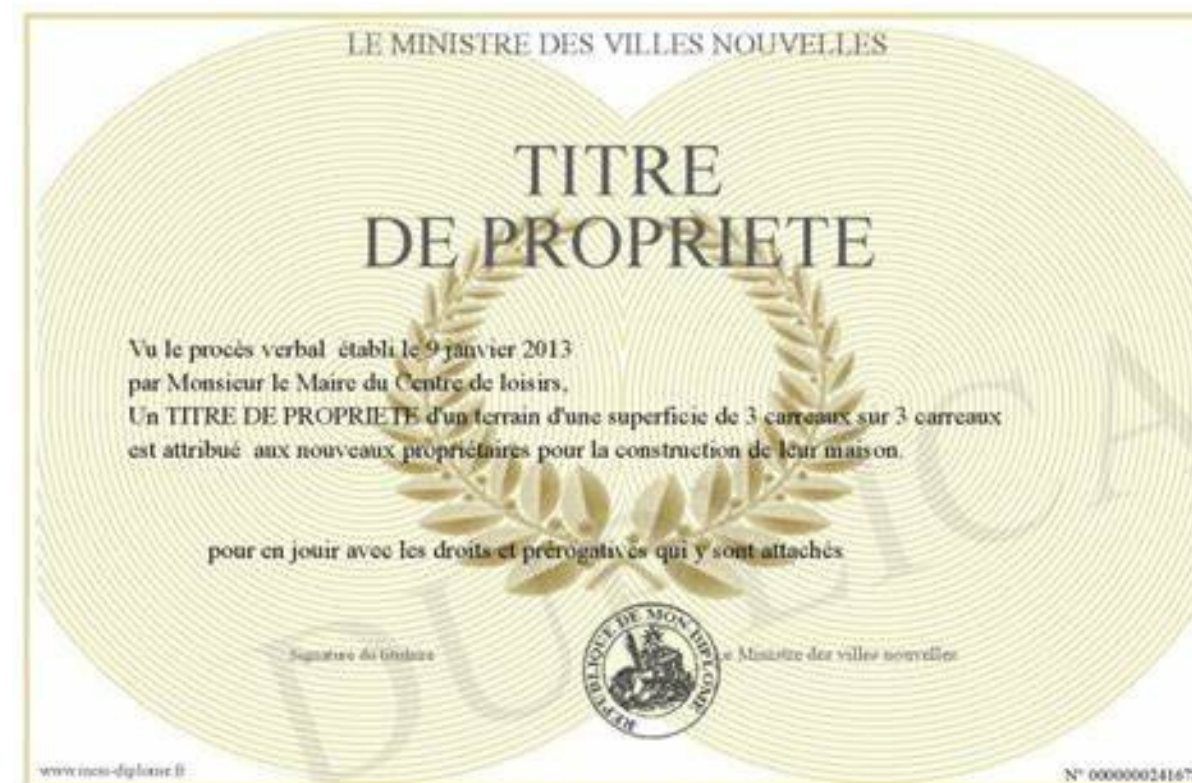 LE MINISTRE DES VILLES NOUVELLES
TITRE
DE PROPRIETE
Vu le procès verbal établi le 9 janvier 2013
par Monsieur le Maire du Centre de loisirs,
Un TITRE DE PROPRIETE d'un terrain d'une superficie de 3 carreaux sur 3 carreaux
est attribué aux nouveaux propriétaires pour la construction de leur maison.
pour en jouir avec les droits et prérogatives qui y sont attachés
Signature du titulaire
Le Ministre des villes nouvelles
REPUBLIQUE DE MON DIPLOME
DUPLICA
www.mon-diplome.fr
N° 000000024167